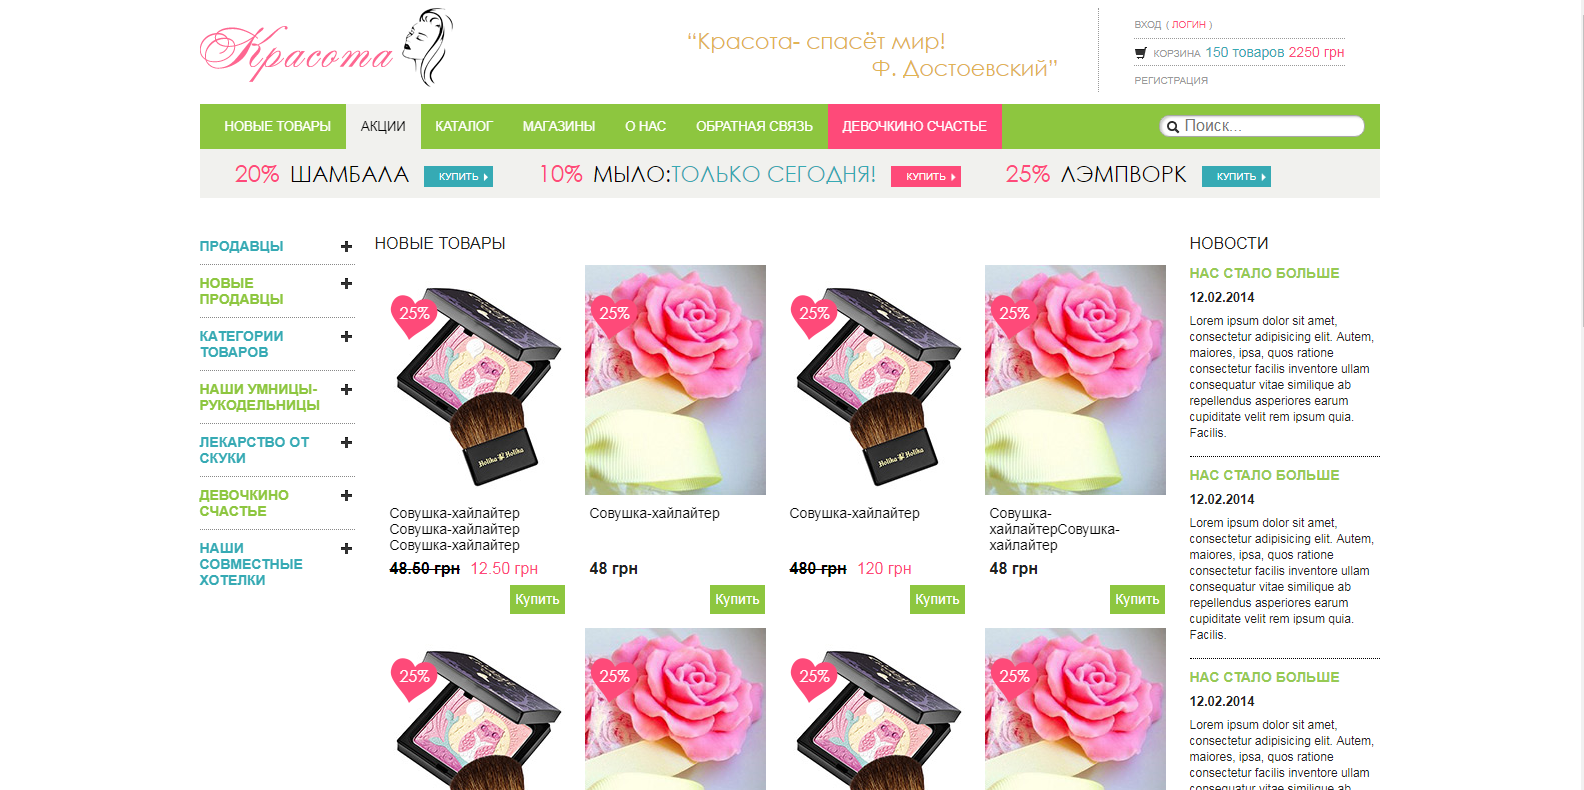 Красота
“Красота- спасёт мир!
Ф. Достоевский”
ВХОД ( ЛОГИН )
КОРЗИНА 150 товаров 2250 грн
РЕГИСТРАЦИЯ
НОВЫЕ ТОВАРЫ АКЦИИ КАТАЛОГ МАГАЗИНЫ О НАС ОБРАТНАЯ СВЯЗЬ ДЕВОЧКИНО СЧАСТЬЕ Поиск...
20% ШАМБАЛА КУПИТЬ 10% МЫЛО:ТОЛЬКО СЕГОДНЯ! КУПИТЬ 25% ЛЭМПВОРК КУПИТЬ
ПРОДАВЦЫ
НОВЫЕ
ПРОДАВЦЫ
КАТЕГОРИИ
ТОВАРОВ
НАШИ УМНИЦЫ-
РУКОДЕЛЬНИЦЫ
ЛЕКАРСТВО ОТ
СКУКИ
ДЕВОЧКИНО
СЧАСТЬЕ
НАШИ
СОВМЕСТНЫЕ
ХОТЕЛКИ
НОВЫЕ ТОВАРЫ
25%
Holika Holika
Совушка-хайлайтер
Совушка-хайлайтер
Совушка-хайлайтер
48.50 грн 12.50 грн
Купить
25%
Совушка-хайлайтер
48 грн
Купить
25%
Holika Holika
Совушка-хайлайтер
480 грн 120 грн
Купить
25%
Совушка-
хайлайтерСовушка-
хайлайтер
48 грн
Купить
25%
25%
25%
25%
НОВОСТИ
НАС СТАЛО БОЛЬШЕ
12.02.2014
Lorem ipsum dolor sit amet,
consectetur adipisicing elit. Autem,
maiores, ipsa, quos ratione
consectetur facilis inventore ullam
consequatur vitae similique ab
repellendus asperiores earum
cupiditate velit rem ipsum quia.
Facilis.
НАС СТАЛО БОЛЬШЕ
12.02.2014
Lorem ipsum dolor sit amet,
consectetur adipisicing elit. Autem,
maiores, ipsa, quos ratione
consectetur facilis inventore ullam
consequatur vitae similique ab
repellendus asperiores earum
cupiditate velit rem ipsum quia.
Facilis.
НАС СТАЛО БОЛЬШЕ
12.02.2014
Lorem ipsum dolor sit amet,
consectetur adipisicing elit. Autem,
maiores, ipsa, quos ratione
consectetur facilis inventore ullam
consequatur vitae similique ab